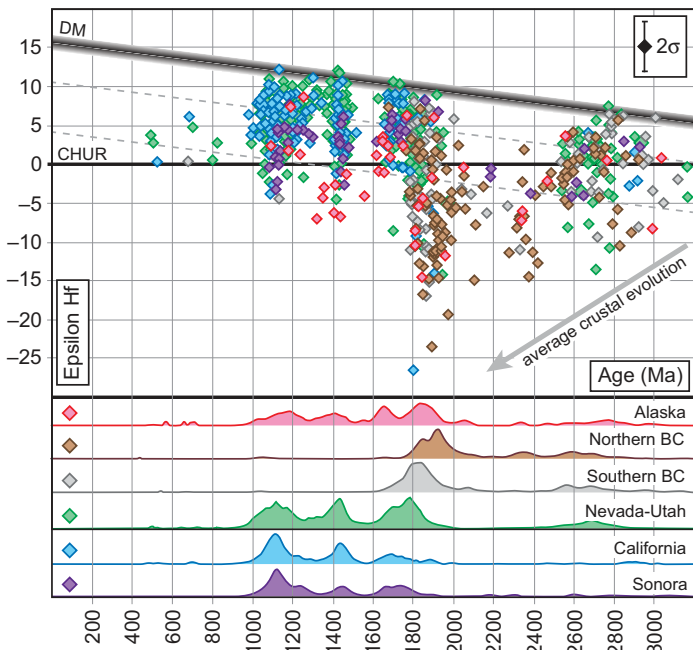 DM
2σ
15
10
5
CHUR
0
−5
−10
−15
−20
−25
Epsilon Hf
average crustal evolution
Age (Ma)
Alaska
Northern BC
Southern BC
Nevada-Utah
California
Sonora
200
400
600
800
1000
1200
1400
1600
1800
2000
2200
2400
2600
2800
3000